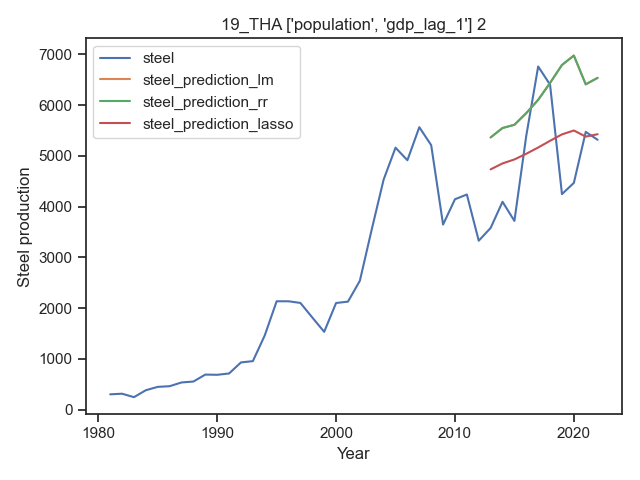 19_THA ['population', 'gdp_lag_1'] 2
steel
steel_prediction_lm
steel_prediction_rr
steel_prediction_lasso
7000
6000
5000
4000
3000
2000
1000
0
Steel production
1980
1990
2000
2010
2020
Year